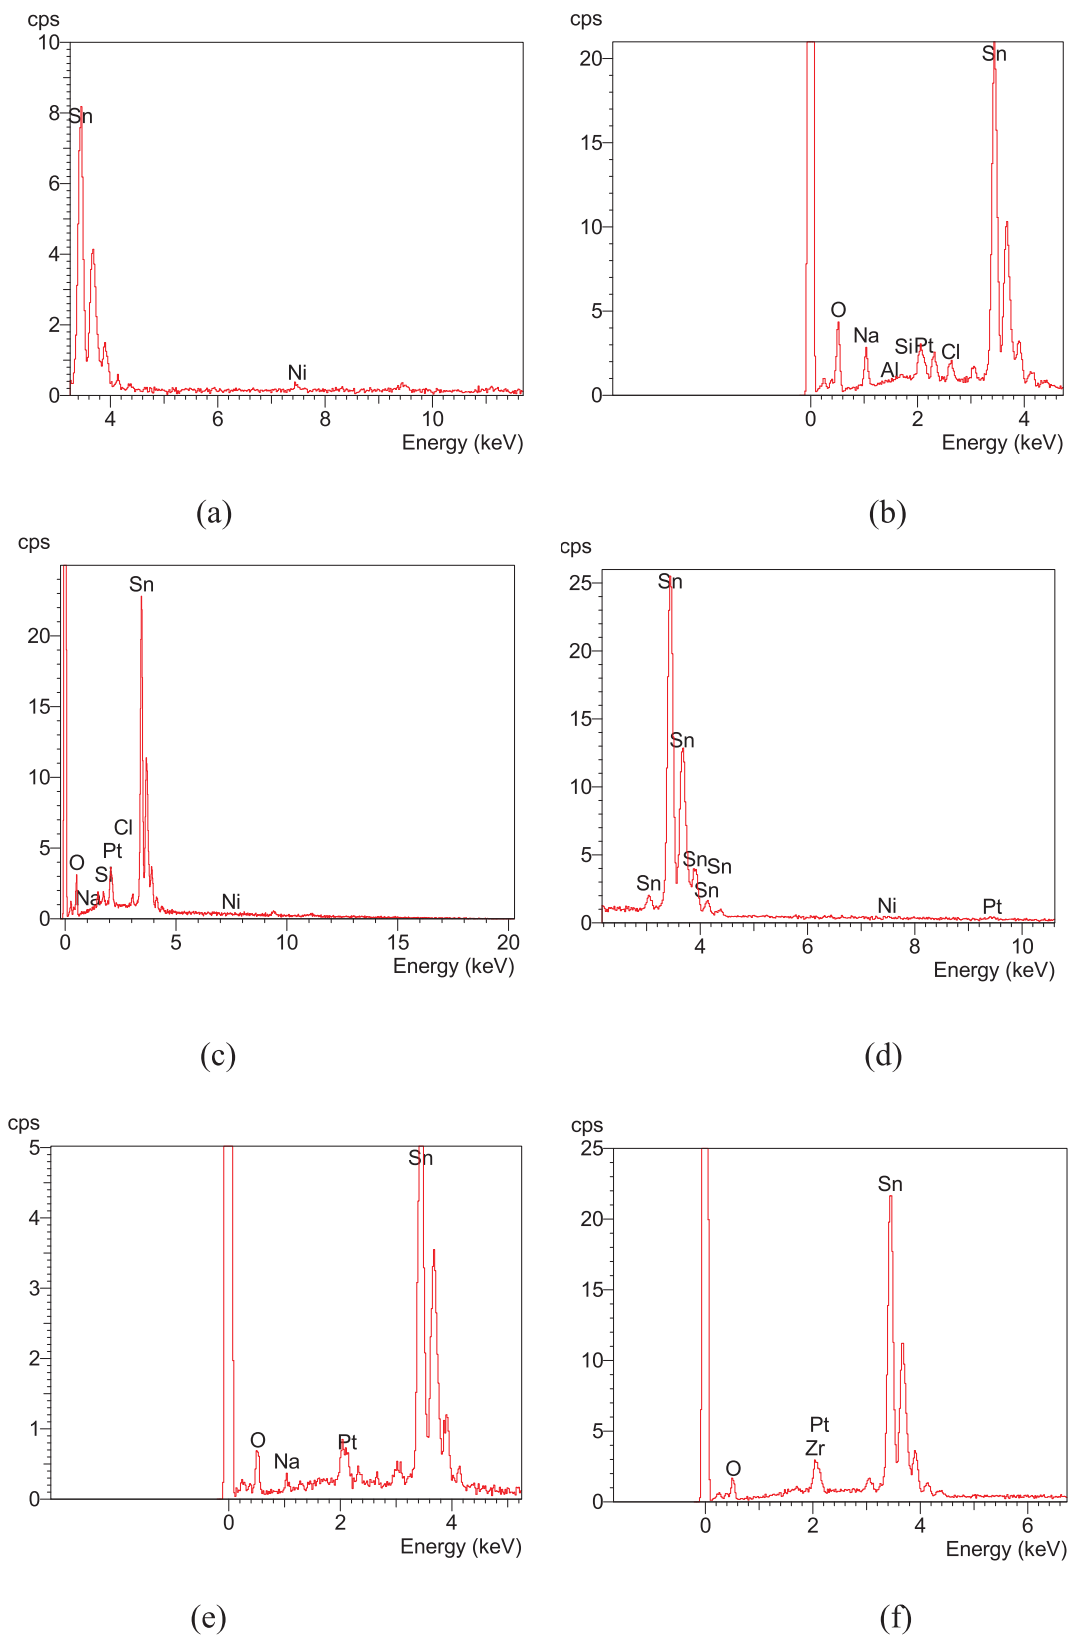 cps
10
8
6
4
2
0
Sn
Ni
4 6 8 10
Energy (keV)
(a)
cps
20
15
10
5
0
Sn
O
Na
Al
Si
Pt
Cl
0 2 4
Energy (keV)
(b)
cps
20
15
10
5
0
Sn
Cl
Pt
O
S
Na
Ni
0 5 10 15 20
Energy (keV)
(c)
cps
25
20
15
10
5
0
Sn
Sn
Sn
Sn
Sn
Sn
Ni
Pt
4 6 8 10
Energy (keV)
(d)
cps
5
4
3
2
1
0
Sn
O
Na
Pt
0 2 4
Energy (keV)
(e)
cps
25
20
15
10
5
0
Sn
Pt
Zr
O
0 2 4 6
Energy (keV)
(f)